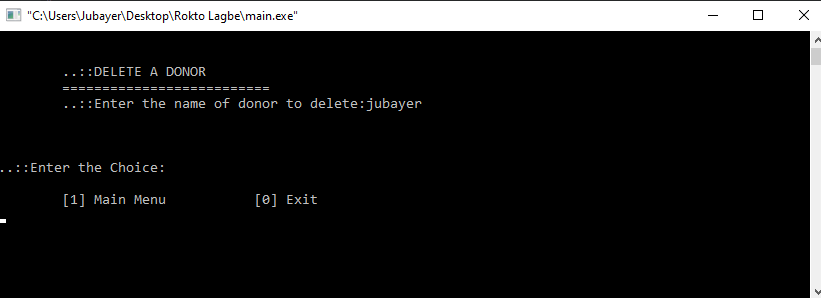 "C:\Users\Jubayer\Desktop\Rokto Lagbe\main.exe"
..::DELETE A DONOR
==========================
..::Enter the name of donor to delete:jubayer
..::Enter the Choice:
[1] Main Menu [0] Exit